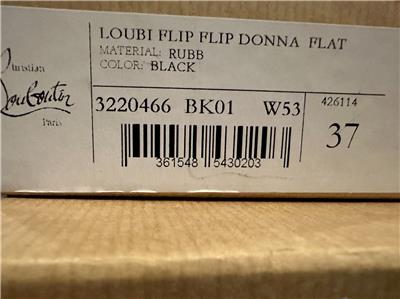 LOUBI FLIP FLIP DONNA FLAT
MATERIAL: RUBB
COLOR: BLACK
Christian
Louboutin
Paris
3220466 BK01 W53
426114
37
361548 5430203